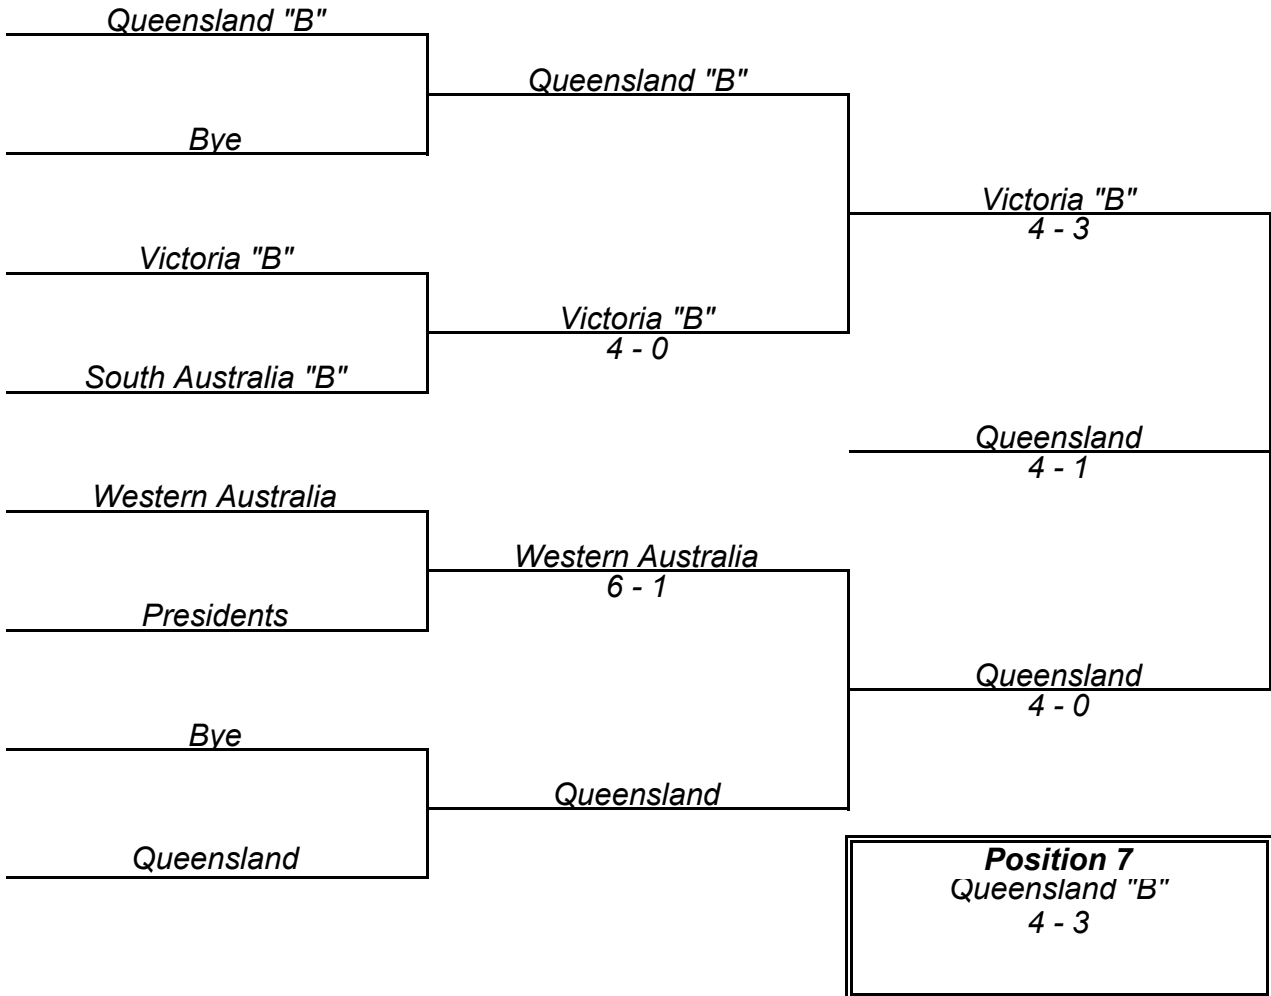 Queensland "B"
Queensland "B"
Bye
Victoria "B"
4 - 3
Victoria "B"
Victoria "B"
4 - 0
South Australia "B"
Queensland
4 - 1
Western Australia
Western Australia
6 - 1
Presidents
Queensland
4 - 0
Bye
Queensland
Queensland
Position 7
Queensland "B"
4 - 3